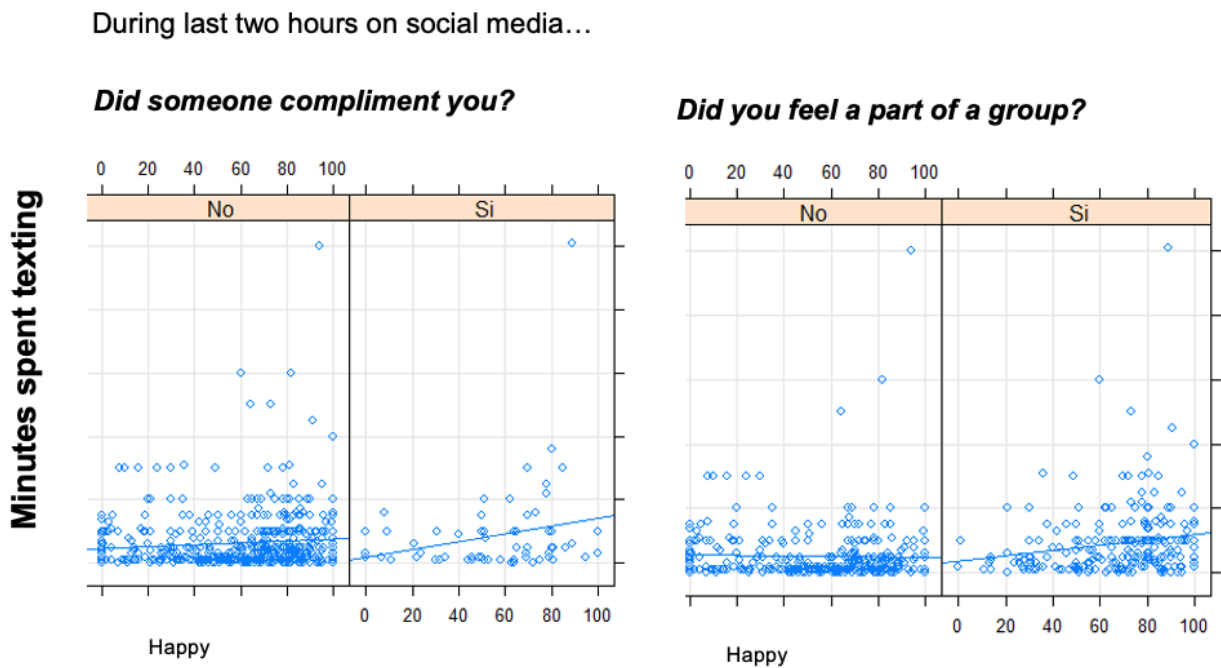 During last two hours on social media...
Did someone compliment you?
Did you feel a part of a group?
Minutes spent texting
0 20 40 60 80 100
No Si
0 20 40 60 80 100
Happy
0 20 40 60 80 100
No Si
0 20 40 60 80 100
Happy